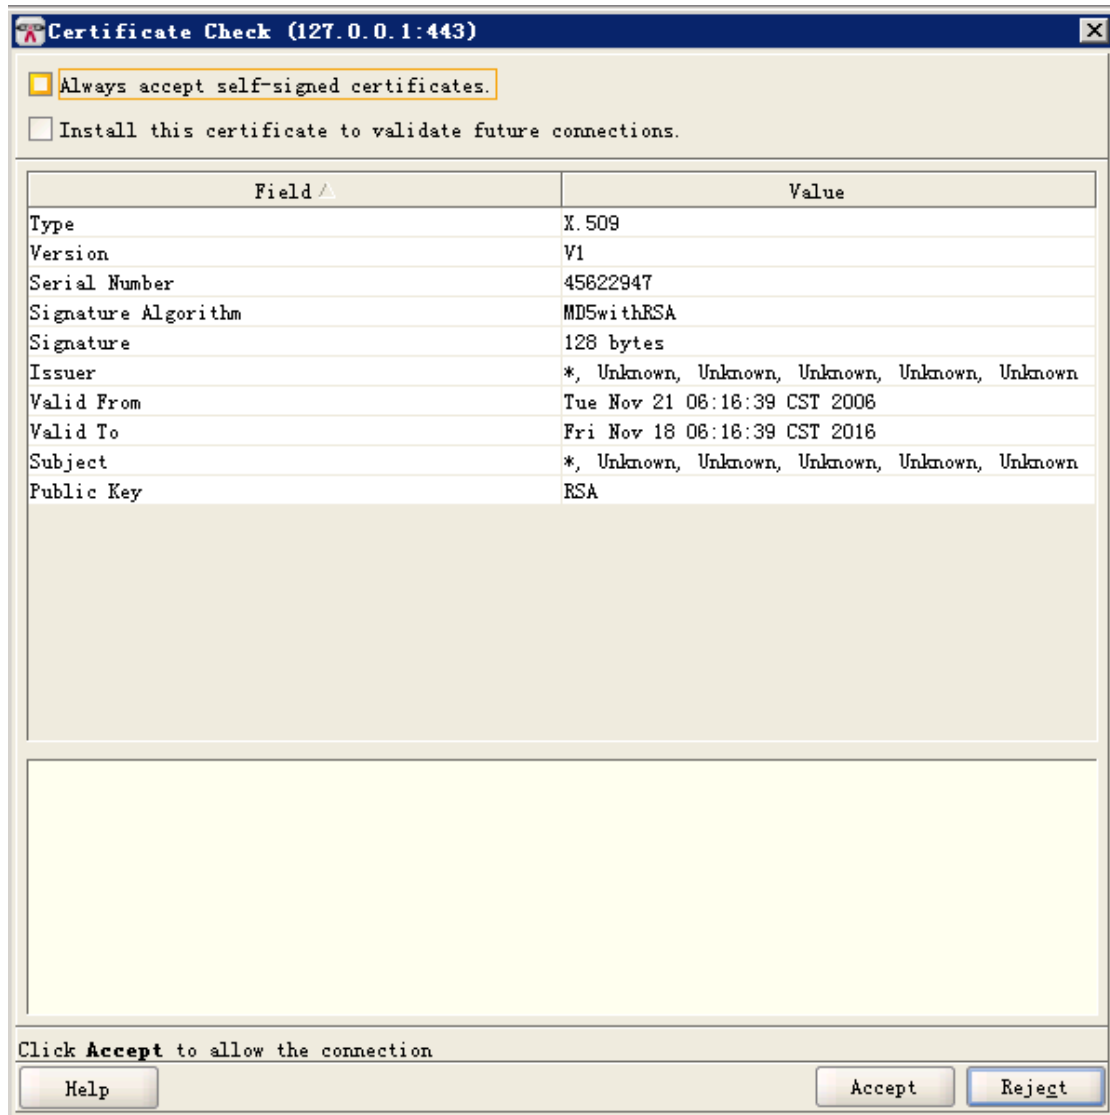 Certificate Check (127.0.0.1:443)
Always accept self-signed certificates.
Install this certificate to validate future connections.
Field Value
Type X.509
Version V1
Serial Number 45622947
Signature Algorithm MD5withRSA
Signature 128 bytes
Issuer *, Unknown, Unknown, Unknown, Unknown, Unknown
Valid From Tue Nov 21 06:16:39 CST 2006
Valid To Fri Nov 18 06:16:39 CST 2016
Subject *, Unknown, Unknown, Unknown, Unknown, Unknown
Public Key RSA
Click Accept to allow the connection
Help Accept Reject